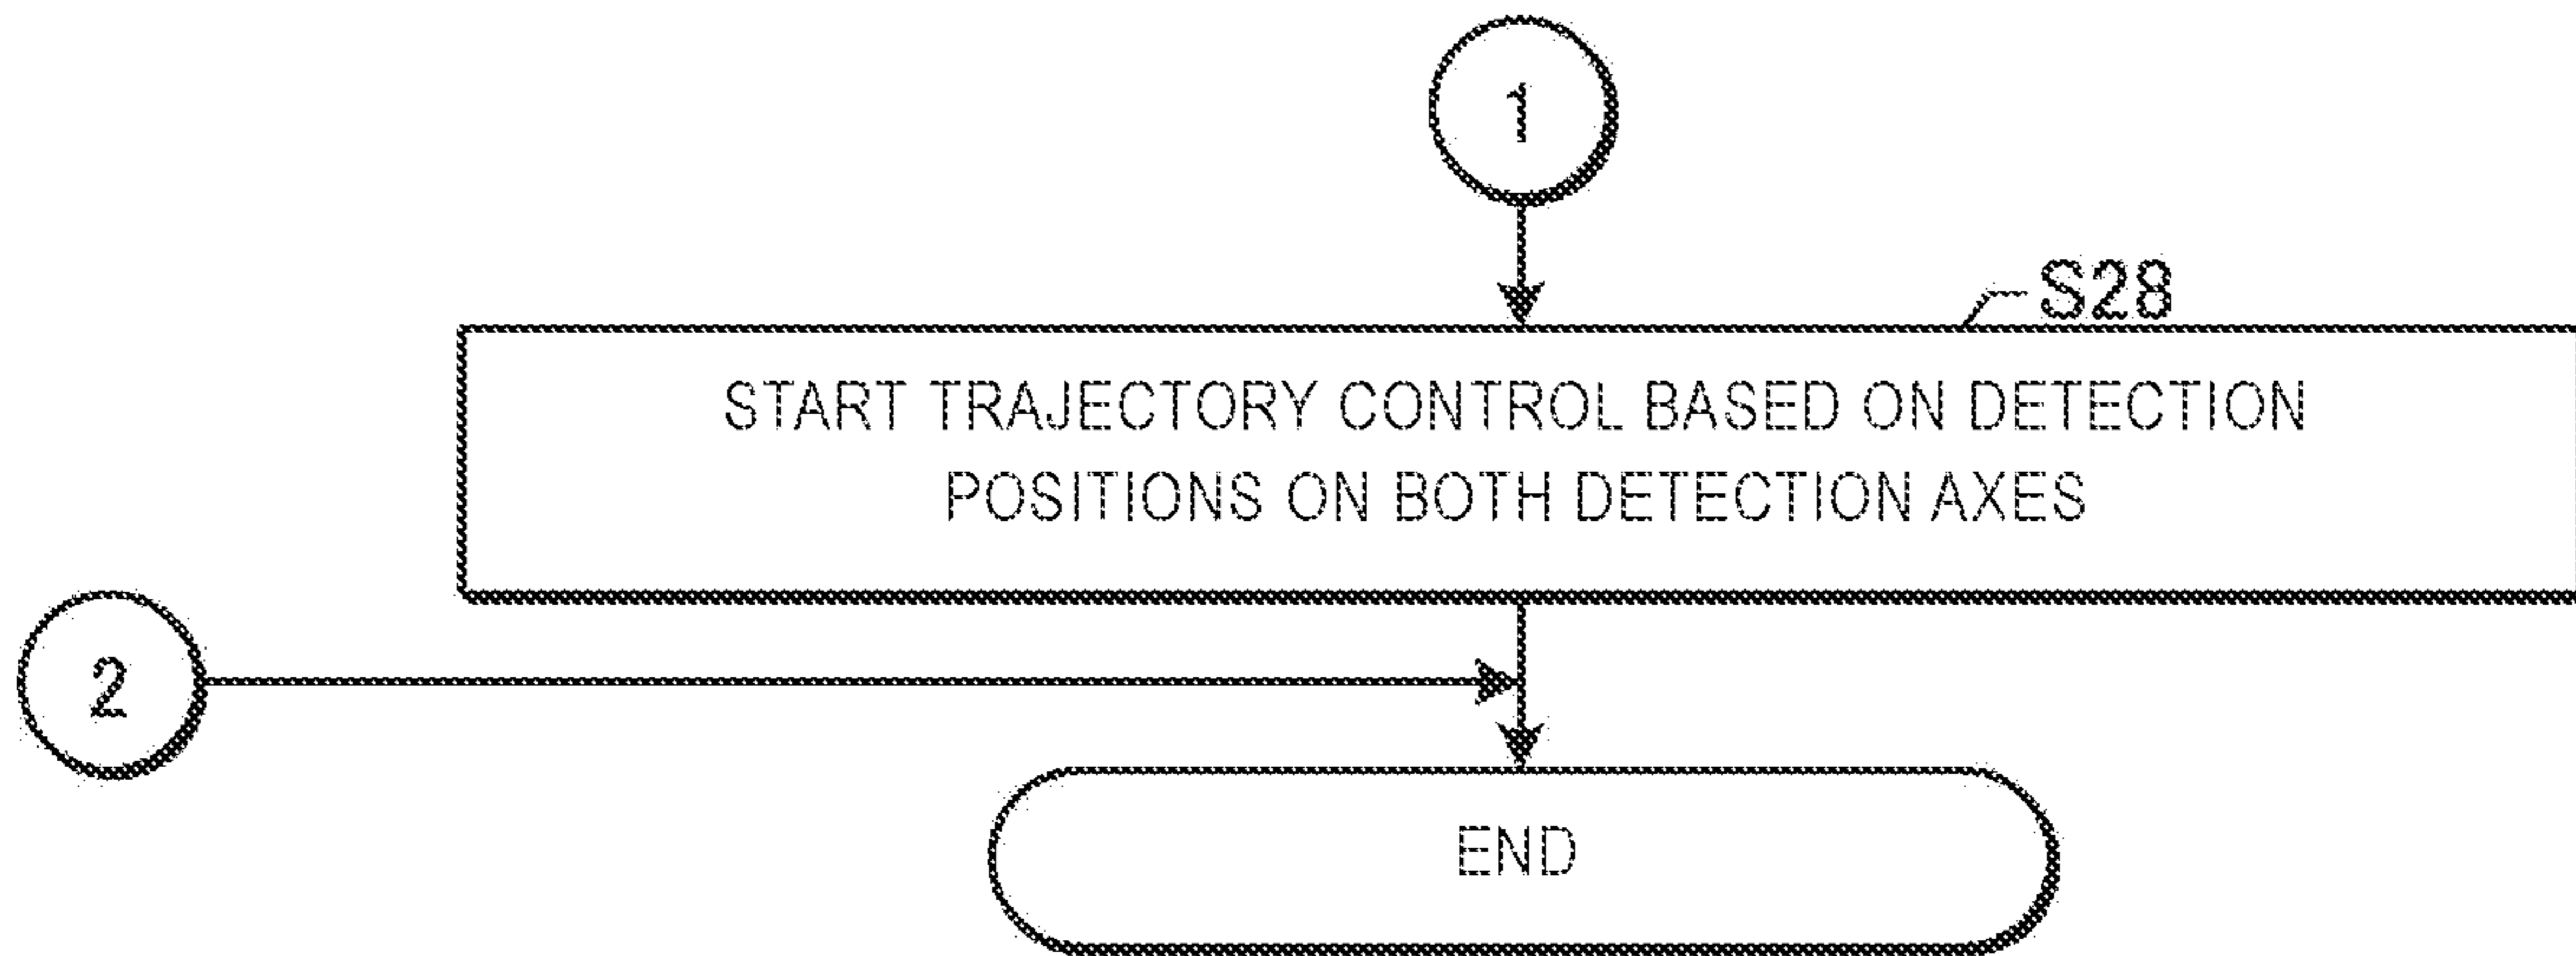 1
S28
START TRAJECTORY CONTROL BASED ON DETECTION
POSITIONS ON BOTH DETECTION AXES
2
END